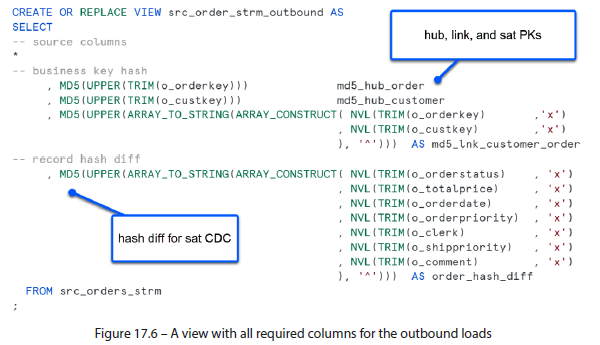 CREATE OR REPLACE VIEW src_order_strm_outbound AS
SELECT
-- source columns
*
-- business key hash
, MD5(UPPER(TRIM(o_orderkey))) md5_hub_order
, MD5(UPPER(TRIM(o_custkey))) md5_hub_customer
, MD5(UPPER(ARRAY_TO_STRING(ARRAY_CONSTRUCT( NVL(TRIM(o_orderkey) ,'x')
, NVL(TRIM(o_custkey) ,'x')
), '^'))) AS md5_lnk_customer_order
-- record hash diff
, MD5(UPPER(ARRAY_TO_STRING(ARRAY_CONSTRUCT( NVL(TRIM(o_orderstatus) , 'x')
, NVL(TRIM(o_totalprice) , 'x')
, NVL(TRIM(o_orderdate) , 'x')
, NVL(TRIM(o_orderpriority) , 'x')
, NVL(TRIM(o_clerk) , 'x')
, NVL(TRIM(o_shippriority) , 'x')
, NVL(TRIM(o_comment) , 'x')
), '^'))) AS order_hash_diff
FROM src_orders_strm
;
hub, link, and sat PKs
hash diff for sat CDC
Figure 17.6 – A view with all required columns for the outbound loads